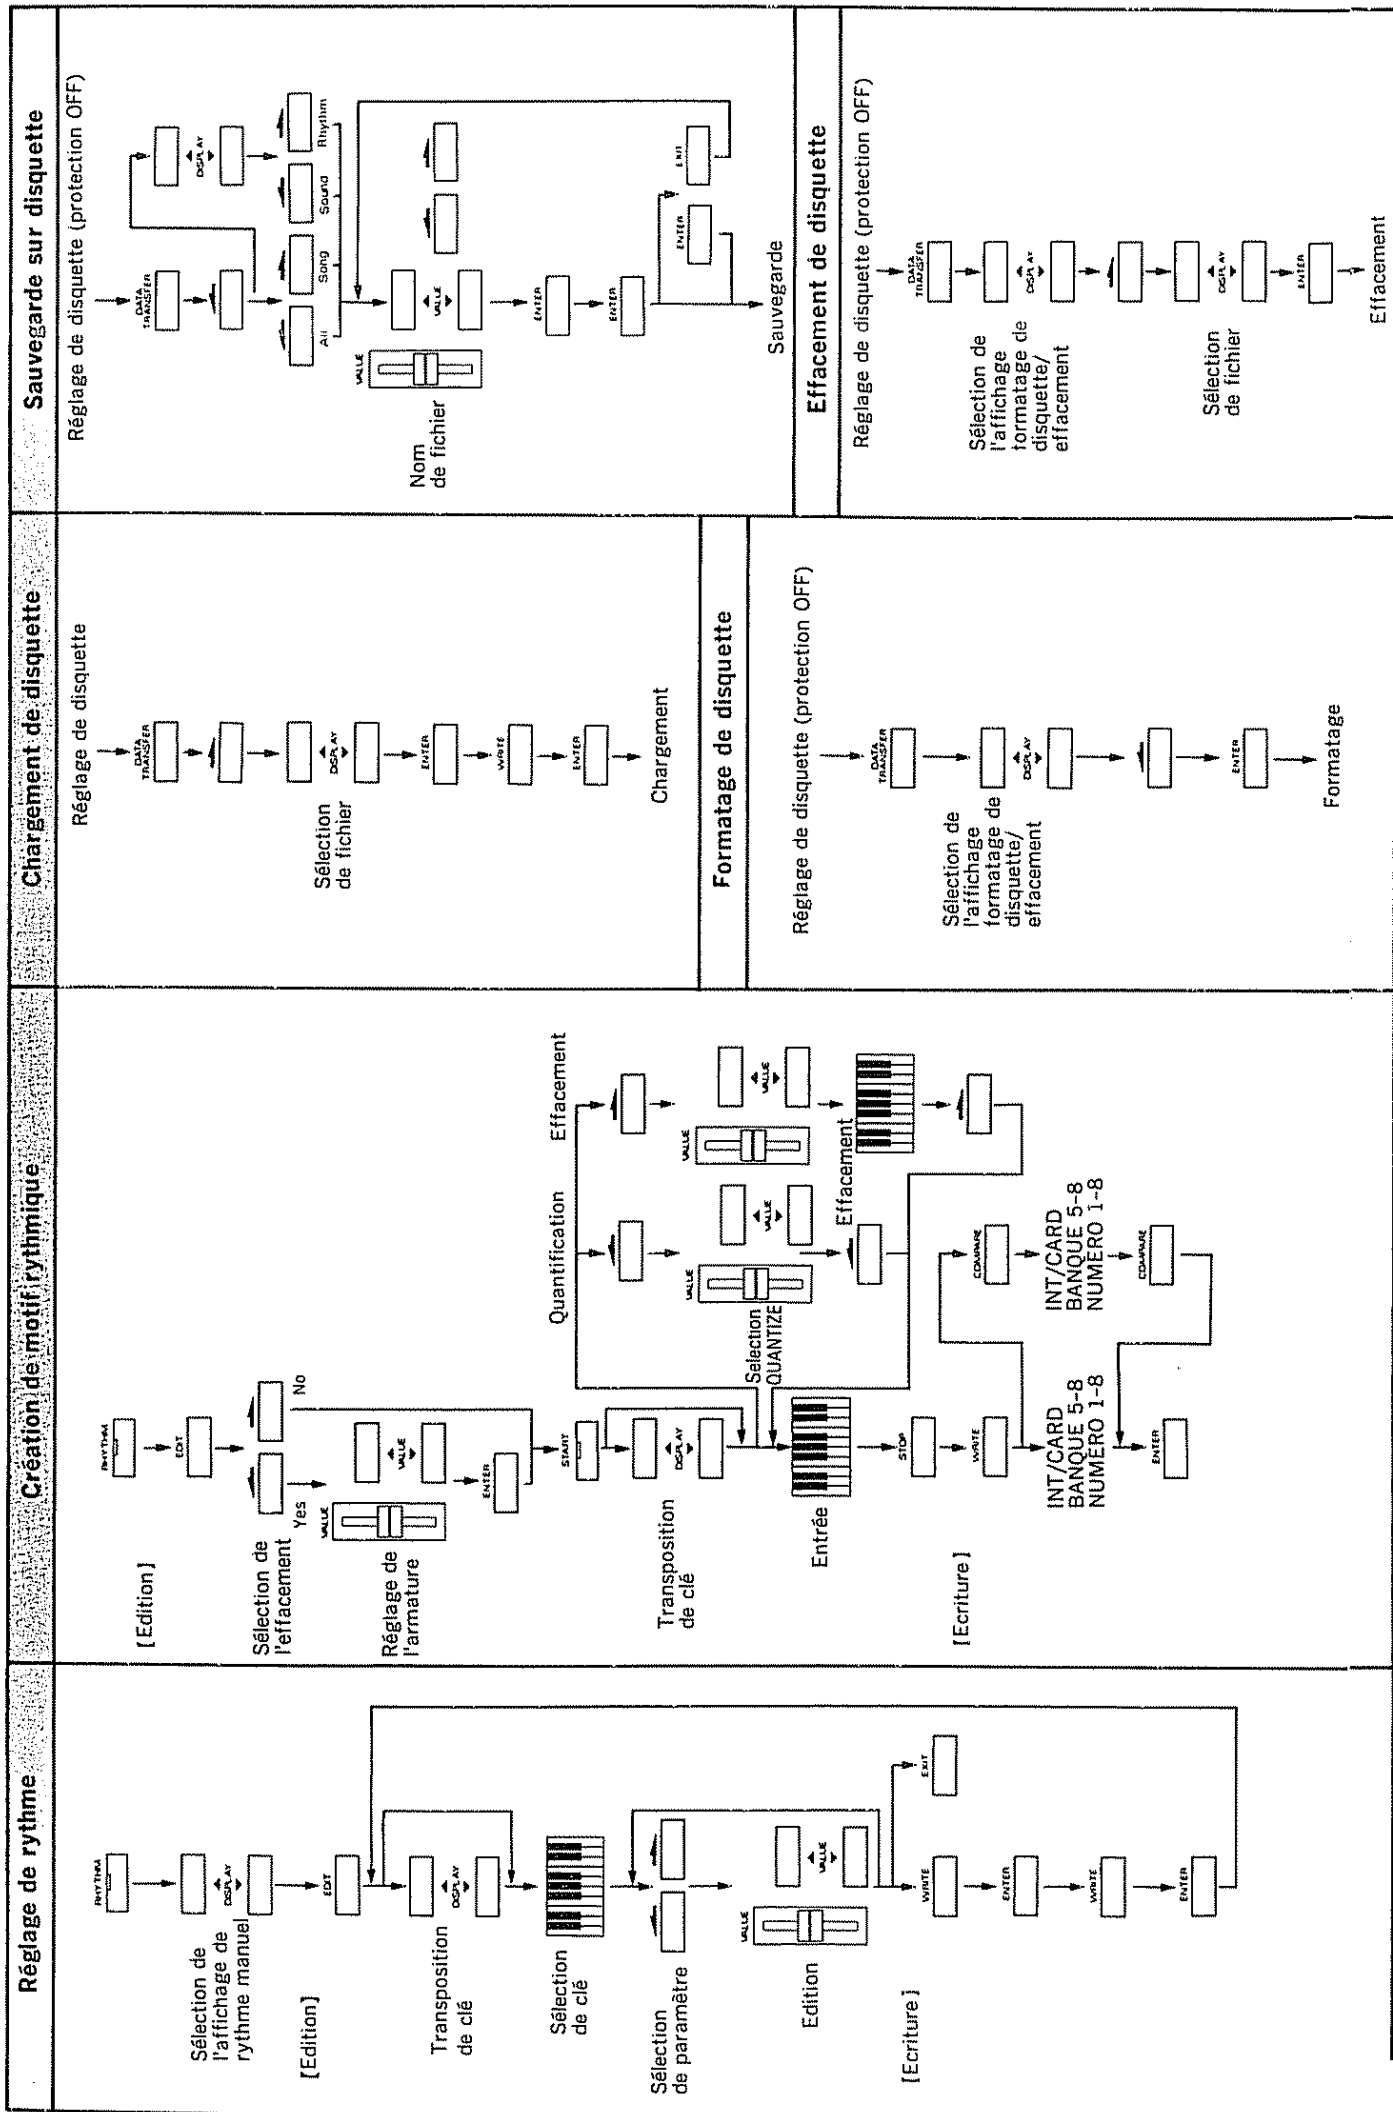 Réglage de rythme
RHYTHM
Sélection de
l'affichage de
rythme manuel
DISPLAY
[Edition]
EDIT
Transposition
de clé
DISPLAY
Sélection
de clé
Sélection
de paramètre
Edition
VALUE
VALUE
[Ecriture]
WRITE
EXIT
ENTER
WRITE
ENTER
Création de motif rythmique
RHYTHM
[Edition]
EDIT
Sélection de
l'effacement
Yes
No
Réglage de
l'armature
VALUE
VALUE
ENTER
START
Quantification
Effacement
Transposition
de clé
DISPLAY
VALUE
VALUE
VALUE
VALUE
Selection
QUANTIZE
Effacement
Entrée
STOP
[Ecriture]
WRITE
COMPARE
INT/CARD
BANQUE 5-8
NUMÉRO 1-8
INT/CARD
BANQUE 5-8
NUMERO 1-8
COMPARE
ENTER
Chargement de disquette
Réglage de disquette
DATA
TRANSFER
Sélection
de fichier
DISPLAY
ENTER
WRITE
ENTER
Chargement
Formatage de disquette
Réglage de disquette (protection OFF)
DATA
TRANSFER
Sélection de
l'affichage
formatage de
disquette/
effacement
DISPLAY
ENTER
Formatage
Sauvegarde sur disquette
Réglage de disquette (protection OFF)
DATA
TRANSFER
DISPLAY
All
Song
Sound
Rhythm
VALUE
VALUE
Nom
de fichier
ENTER
ENTER
ENTER
EXIT
Sauvegarde
Effacement de disquette
Réglage de disquette (protection OFF)
DATA
TRANSFER
Sélection de
l'affichage
formatage de
disquette/
effacement
DISPLAY
Sélection
de fichier
DISPLAY
ENTER
Effacement